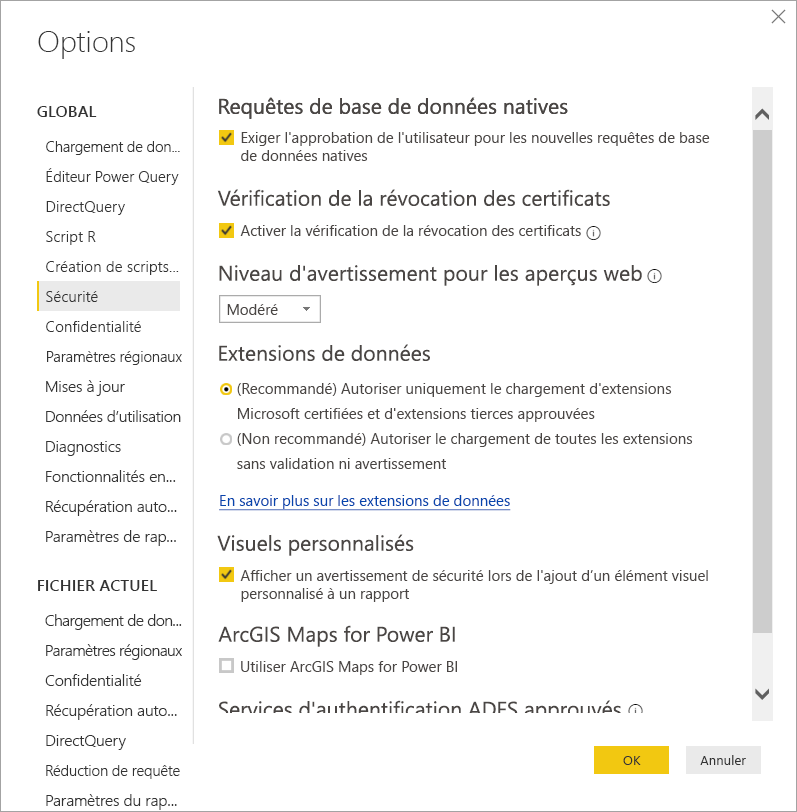 Options
GLOBAL
Chargement de don...
Éditeur Power Query
DirectQuery
Script R
Création de scripts...
Sécurité
Confidentialité
Paramètres régionaux
Mises à jour
Données d’utilisation
Diagnostics
Fonctionnalités en...
Récupération auto...
Paramètres de rap...
FICHIER ACTUEL
Chargement de don...
Paramètres régionaux
Confidentialité
Récupération auto...
DirectQuery
Réduction de requête
Paramètres du rap...
Requêtes de base de données natives
Exiger l'approbation de l'utilisateur pour les nouvelles requêtes de base
de données natives
Vérification de la révocation des certificats
Activer la vérification de la révocation des certificats
Niveau d'avertissement pour les aperçus web
Modéré
Extensions de données
(Recommandé) Autoriser uniquement le chargement d'extensions
Microsoft certifiées et d'extensions tierces approuvées
(Non recommandé) Autoriser le chargement de toutes les extensions
sans validation ni avertissement
En savoir plus sur les extensions de données
Visuels personnalisés
Afficher un avertissement de sécurité lors de l'ajout d’un élément visuel
personnalisé à un rapport
ArcGIS Maps for Power BI
Utiliser ArcGIS Maps for Power BI
Services d'authentification ADFS approuvés
OK
Annuler